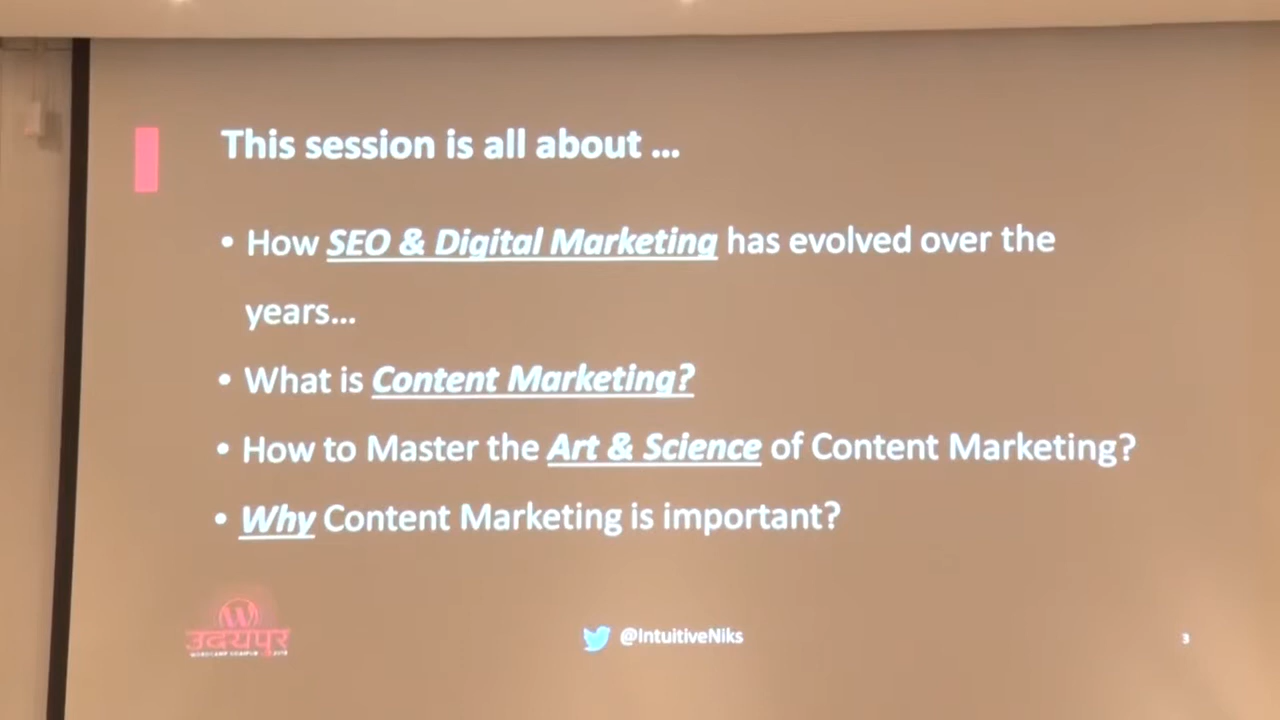 This session is all about ...
• How SEO & Digital Marketing has evolved over the
years...
• What is Content Marketing?
• How to Master the Art & Science of Content Marketing?
• Why Content Marketing is important?
W
उदयपुर
@IntuitiveNiks
3